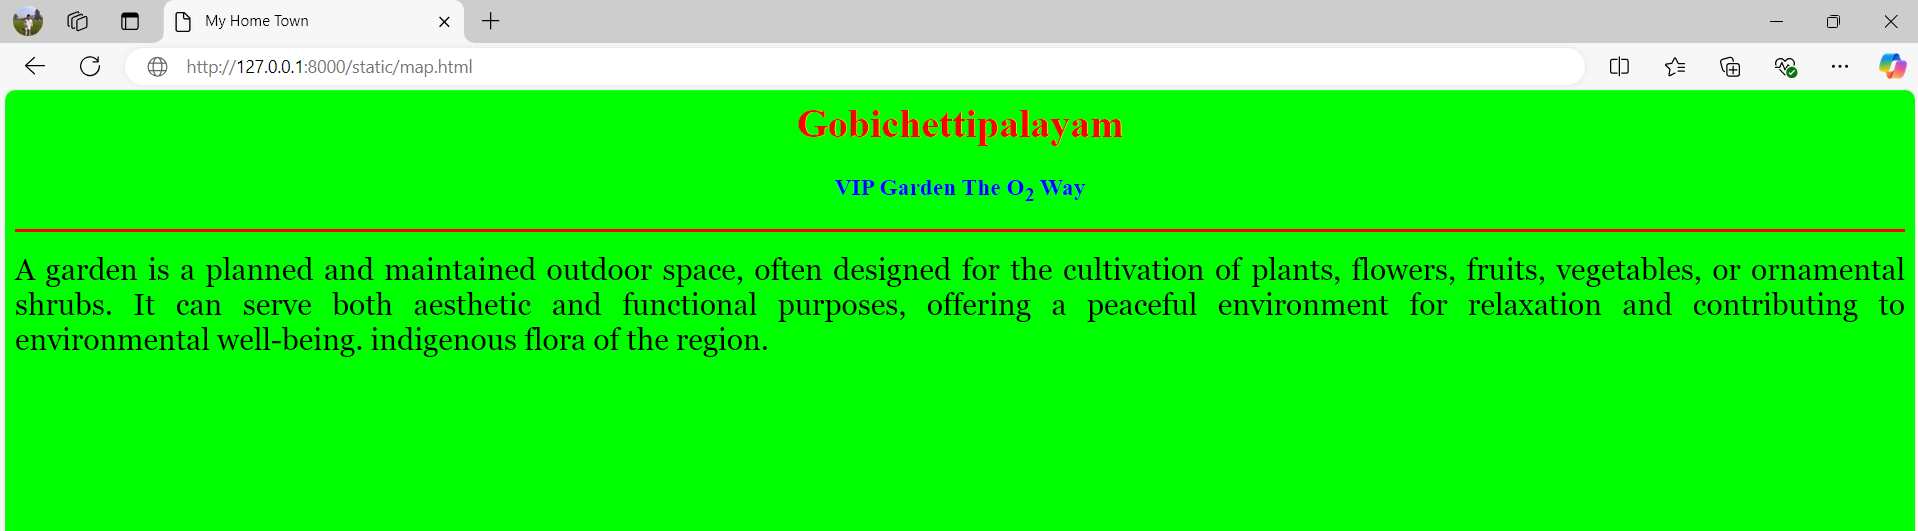 My Home Town
http://127.0.0.1:8000/static/map.html
Gobichettipalayam
VIP Garden The O₂ Way
A garden is a planned and maintained outdoor space, often designed for the cultivation of plants, flowers, fruits, vegetables, or ornamental
shrubs. It can serve both aesthetic and functional purposes, offering a peaceful environment for relaxation and contributing to
environmental well-being. indigenous flora of the region.